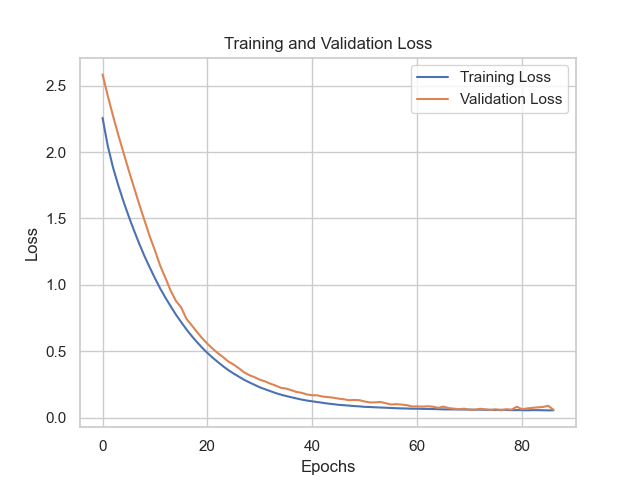 Training and Validation Loss
Training Loss
Validation Loss
2.5
2.0
1.5
1.0
0.5
0.0
Loss
0 20 40 60 80
Epochs